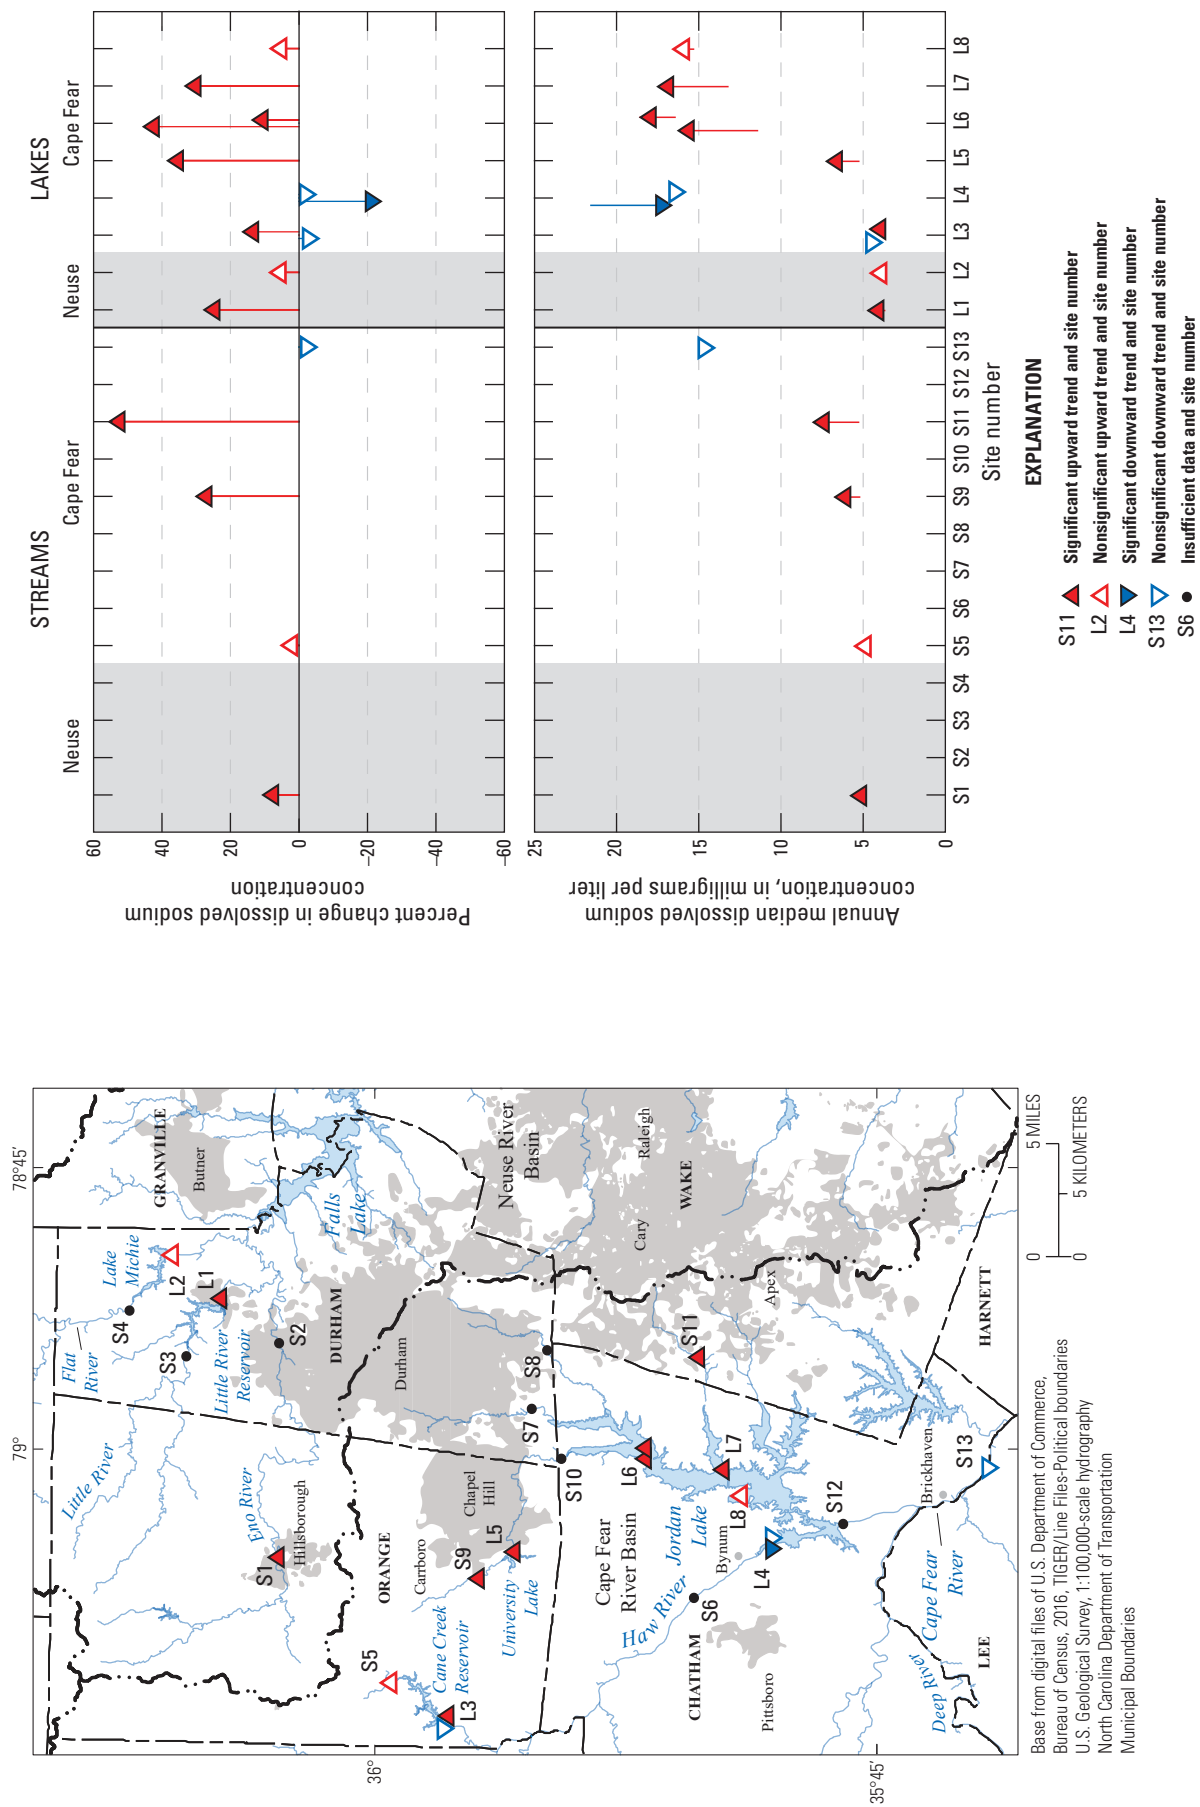 STREAMS
LAKES
Neuse
Cape Fear
Neuse
Cape Fear
Percent change in dissolved sodium
concentration
60
40
20
0
−20
−40
−60
Annual median dissolved sodium
concentration, in milligrams per liter
25
20
15
10
5
0
S1
S2
S3
S4
S5
S6
S7
S8
S9
S10
S11
S12
S13
L1
L2
L3
L4
L5
L6
L7
L8
Site number
EXPLANATION
S11 Significant upward trend and site number
L2 Nonsignificant upward trend and site number
L4 Significant downward trend and site number
S13 Nonsignificant downward trend and site number
S6 Insufficient data and site number
79°
78°45'
36°
35°45'
Flat
River
S4
Lake
Michie
L2
GRANVILLE
Butner
Little River
S3
L1
Little River
Reservoir
Eno River
S1
Hillsborough
S2
DURHAM
Falls
Lake
ORANGE
Durham
S5
Carrboro
Chapel
Hill
Cane Creek
Reservoir
L3
S9
L5
University
Lake
S7
S8
S10
Neuse River
Basin
Raleigh
Cape Fear
River Basin
L6
Cary
WAKE
Haw River
Jordan
Lake
S11
S6
CHATHAM
Bynum
L8
L7
L4
Apex
Pittsboro
S12
Brickhaven
S13
HARNETT
Cape Fear
River
Deep River
LEE
0 5 MILES
0 5 KILOMETERS
Base from digital files of U.S. Department of Commerce,
Bureau of Census, 2016, TIGER/Line Files-Political boundaries
U.S. Geological Survey, 1:100,000-scale hydrography
North Carolina Department of Transportation
Municipal Boundaries